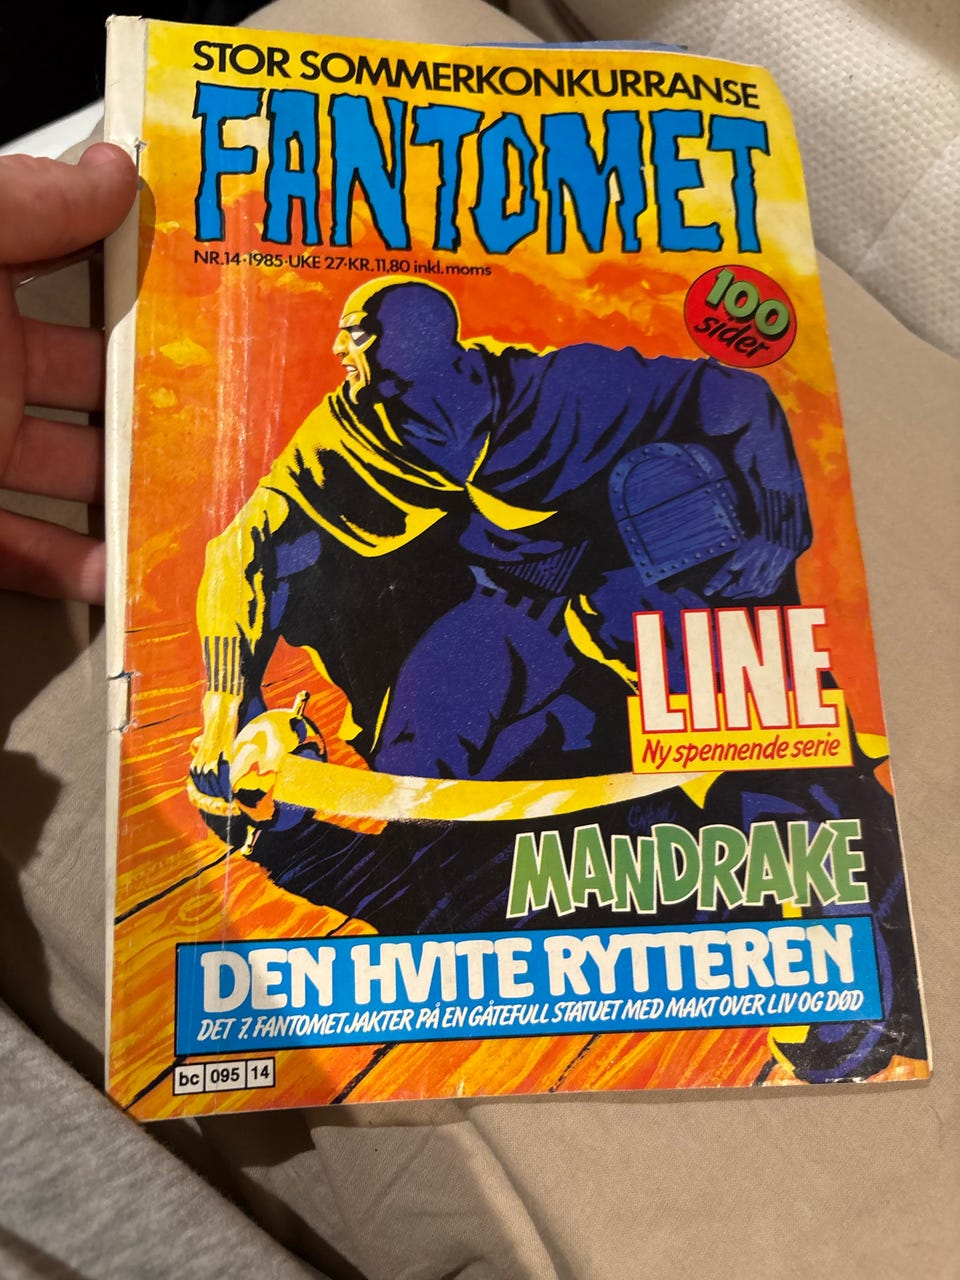 STOR SOMMERKONKURRANSE
FANTOMET
NR.14·1985·UKE 27·KR.11,80 inkl.moms
100
sider
LINE
Ny spennende serie
MANDRAKE
DEN HVITE RYTTEREN
DET 7. FANTOMET JAKTER PÅ EN GÅTEFULL STATUET MED MAKT OVER LIV OG DØD
bc 095 14